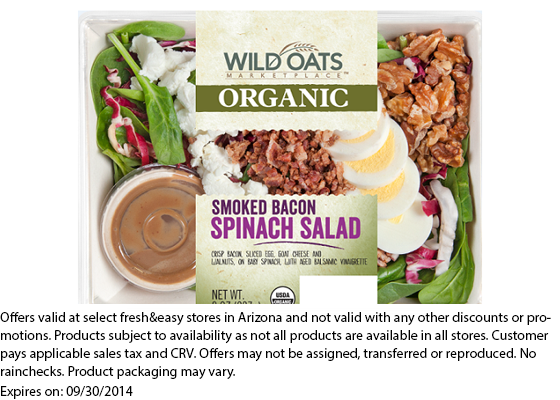 WILD OATS
MARKETPLACE™
ORGANIC
SMOKED BACON
SPINACH SALAD
CRISP BACON, SLICED EGG, GOAT CHEESE AND
WALNUTS, ON BABY SPINACH, WITH AGED BALSAMIC VINAIGRETTE
NET WT.
USDA
ORGANIC
Offers valid at select fresh&easy stores in Arizona and not valid with any other discounts or pro-
motions. Products subject to availability as not all products are available in all stores. Customer
pays applicable sales tax and CRV. Offers may not be assigned, transferred or reproduced. No
rainchecks. Product packaging may vary.
Expires on: 09/30/2014